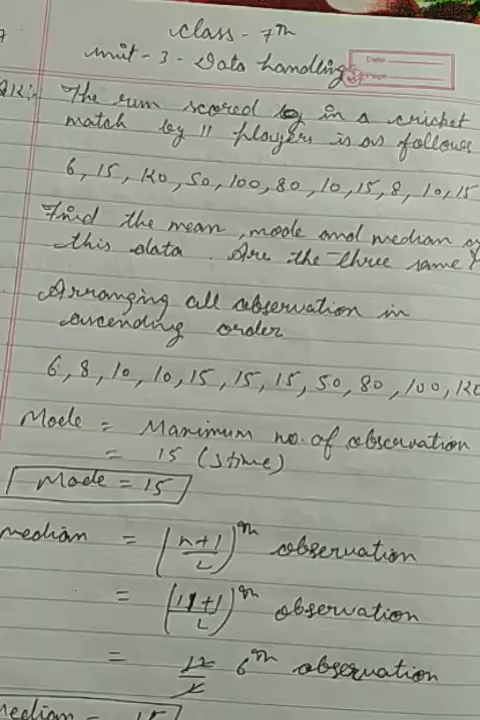 Class - 7th
Unit - 3 - Data handling
Date
Page
The run scored by in a cricket
match by 11 players is as follows
6, 15, 120, 50, 100, 80, 10, 15, 8, 10, 15
Find the mean, mode and median of
this data. Are the three same?
Arranging all observation in
ascending order
6, 8, 10, 10, 15, 15, 15, 50, 80, 100, 120
Mode = Maximum no. of observation
= 15 (3 time)
Mode = 15
median = (n+1/2)th observation
= (11+1/2)th observation
= 12/2 6th observation
median = 15